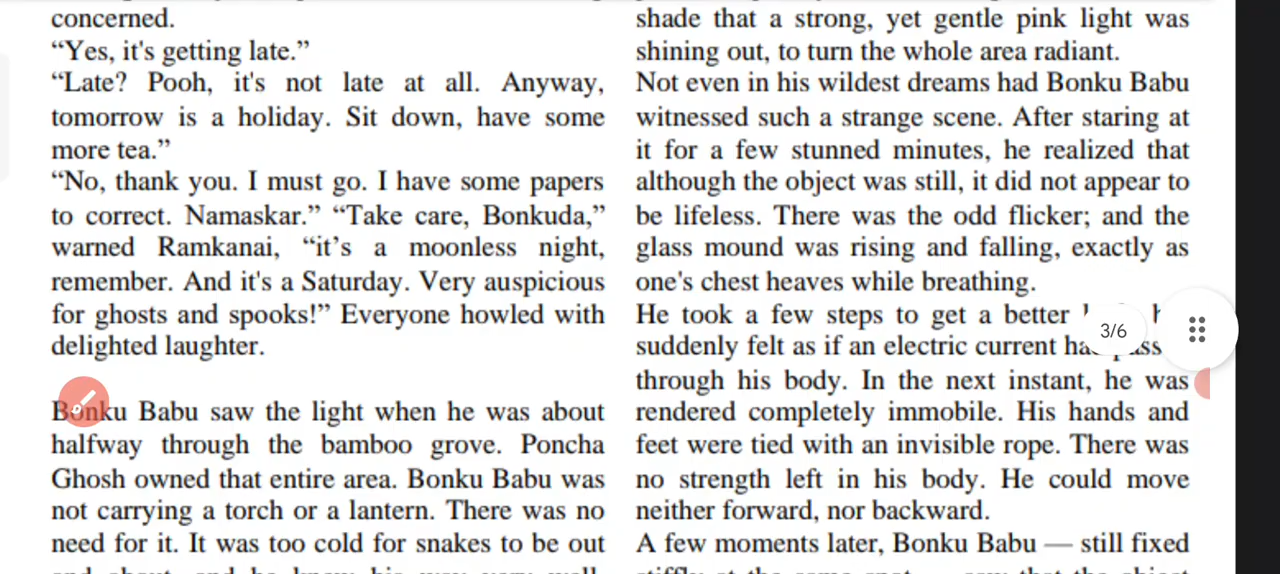 concerned.
“Yes, it's getting late.”
“Late? Pooh, it's not late at all. Anyway,
tomorrow is a holiday. Sit down, have some
more tea.”
“No, thank you. I must go. I have some papers
to correct. Namaskar.” “Take care, Bonkuda,”
warned Ramkanai, “it’s a moonless night,
remember. And it's a Saturday. Very auspicious
for ghosts and spooks!” Everyone howled with
delighted laughter.
Bonku Babu saw the light when he was about
halfway through the bamboo grove. Poncha
Ghosh owned that entire area. Bonku Babu was
not carrying a torch or a lantern. There was no
need for it. It was too cold for snakes to be out
shade that a strong, yet gentle pink light was
shining out, to turn the whole area radiant.
Not even in his wildest dreams had Bonku Babu
witnessed such a strange scene. After staring at
it for a few stunned minutes, he realized that
although the object was still, it did not appear to
be lifeless. There was the odd flicker; and the
glass mound was rising and falling, exactly as
one's chest heaves while breathing.
He took a few steps to get a better
suddenly felt as if an electric current
through his body. In the next instant, he was
rendered completely immobile. His hands and
feet were tied with an invisible rope. There was
no strength left in his body. He could move
neither forward, nor backward.
A few moments later, Bonku Babu — still fixed
3/6